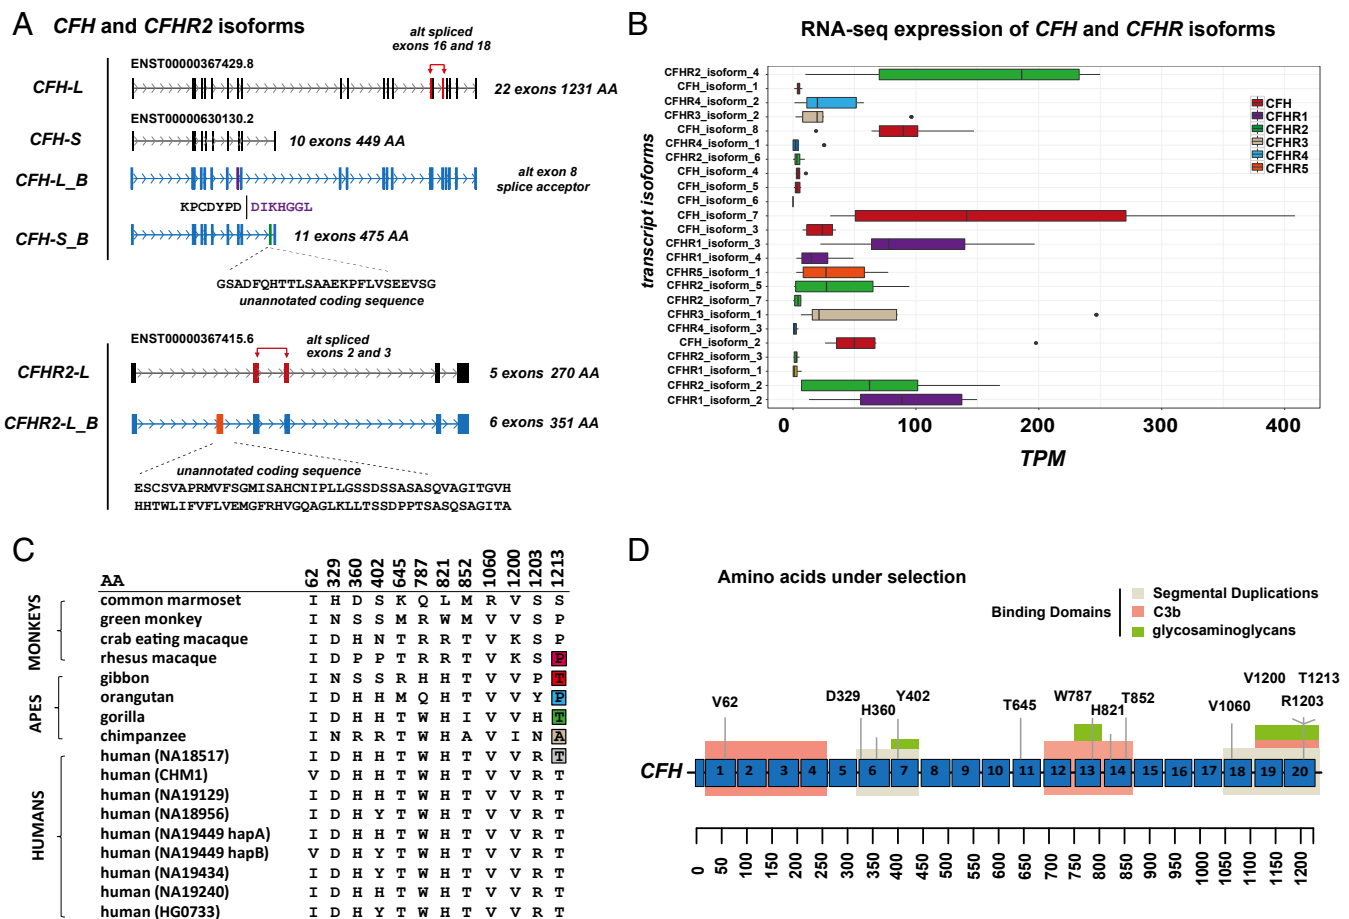 A CFH and CFHR2 isoforms
alt spliced
exons 16 and 18
ENST00000367429.8
CFH-L
22 exons 1231 AA
ENST00000630130.2
CFH-S
10 exons 449 AA
CFH-L_B
alt exon 8
splice acceptor
KPCDYPD DIKHGGL
CFH-S_B
11 exons 475 AA
GSADFQHTTLSAAEKPFLVSEEVSG
unannotated coding sequence
ENST00000367415.6
alt spliced
exons 2 and 3
CFHR2-L
5 exons 270 AA
CFHR2-L_B
6 exons 351 AA
unannotated coding sequence
ESCSVAPRMVFSGMISAHCNIPLLGSSDSSASASQVAGITGVH
HHTWLIFVFLVEMGFRHVGQAGLKLLTSSDPPTSASQSAGITA
B RNA-seq expression of CFH and CFHR isoforms
transcript isoforms
CFHR2_isoform_4
CFH_isoform_1
CFHR4_isoform_2
CFHR3_isoform_2
CFH_isoform_8
CFHR4_isoform_1
CFHR2_isoform_6
CFH_isoform_4
CFH_isoform_5
CFH_isoform_6
CFH_isoform_7
CFH_isoform_3
CFHR1_isoform_3
CFHR1_isoform_4
CFHR5_isoform_1
CFHR2_isoform_5
CFHR2_isoform_7
CFHR3_isoform_1
CFHR4_isoform_3
CFH_isoform_2
CFHR2_isoform_3
CFHR1_isoform_1
CFHR2_isoform_2
CFHR1_isoform_2
CFH
CFHR1
CFHR2
CFHR3
CFHR4
CFHR5
0 100 200 300 400
TPM
C
AA 62 329 360 402 645 787 821 852 1060 1200 1203 1213
MONKEYS
common marmoset I H D S K Q L M R V S S
green monkey I N S S M R W M V V S P
crab eating macaque I D H N T R R T V K S P
rhesus macaque I D P P T R R T V K S P
APES
gibbon I N S S R H H T V V P T
orangutan I D H H M Q H T V V Y P
gorilla I D H H T W H I V V H T
chimpanzee I N R R T W H A V I N A
HUMANS
human (NA18517) I D H Y T W H T V V R T
human (CHM1) V D H H T W H T V V R T
human (NA19129) I D H H T W H T V V R T
human (NA18956) I D H Y T W H T V V R T
human (NA19449 hapA) I D H H T W H T V V R T
human (NA19449 hapB) V D H Y T W H T V V R T
human (NA19434) I D H Y T W H T V V R T
human (NA19240) I D H H T W H T V V R T
human (HG0733) I D H Y T W H T V V R T
D
Amino acids under selection
Binding Domains
Segmental Duplications
C3b
glycosaminoglycans
V62
D329
H360
Y402
T645
W787
H821
T852
V1060
V1200 T1213
R1203
CFH
1 2 3 4 5 6 7 8 9 10 11 12 13 14 15 16 17 18 19 20
0 50 100 150 200 250 300 350 400 450 500 550 600 650 700 750 800 850 900 950 1000 1050 1100 1150 1200